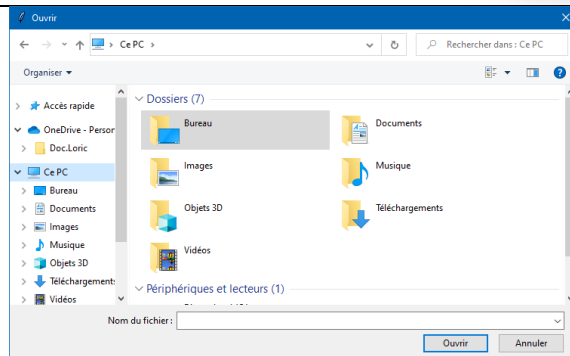 Ouvrir
Ce PC
Rechercher dans : Ce PC
Organiser
Accès rapide
OneDrive - Person
Doc.Loric
Ce PC
Bureau
Documents
Images
Musique
Objets 3D
Téléchargements
Vidéos
Dossiers (7)
Bureau
Documents
Images
Musique
Objets 3D
Téléchargements
Vidéos
Périphériques et lecteurs (1)
Nom du fichier :
Ouvrir
Annuler